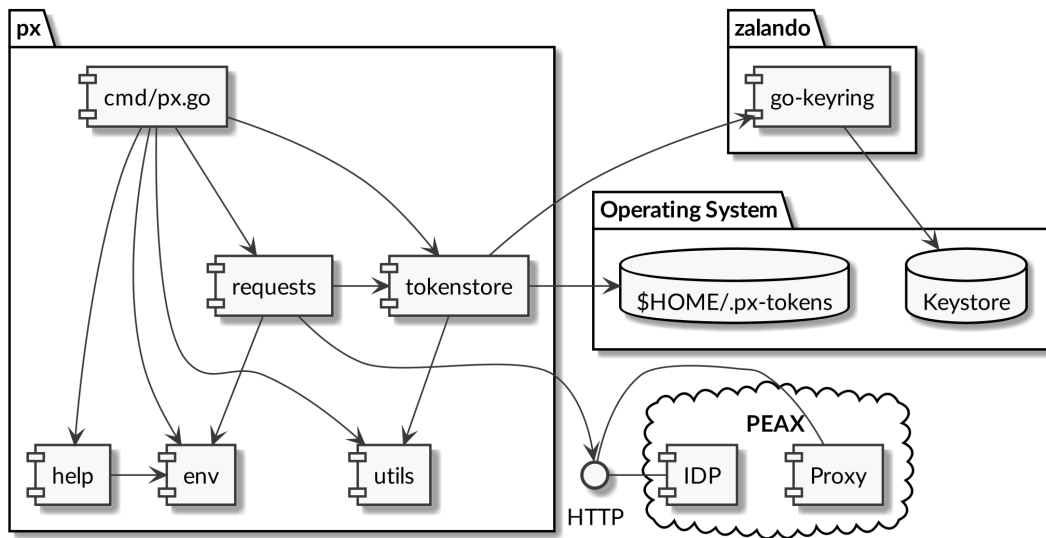 px
zalando
cmd/px.go
go-keyring
Operating System
requests
tokenstore
$HOME/.px-tokens
Keystore
PEAX
help
env
utils
IDP
Proxy
HTTP